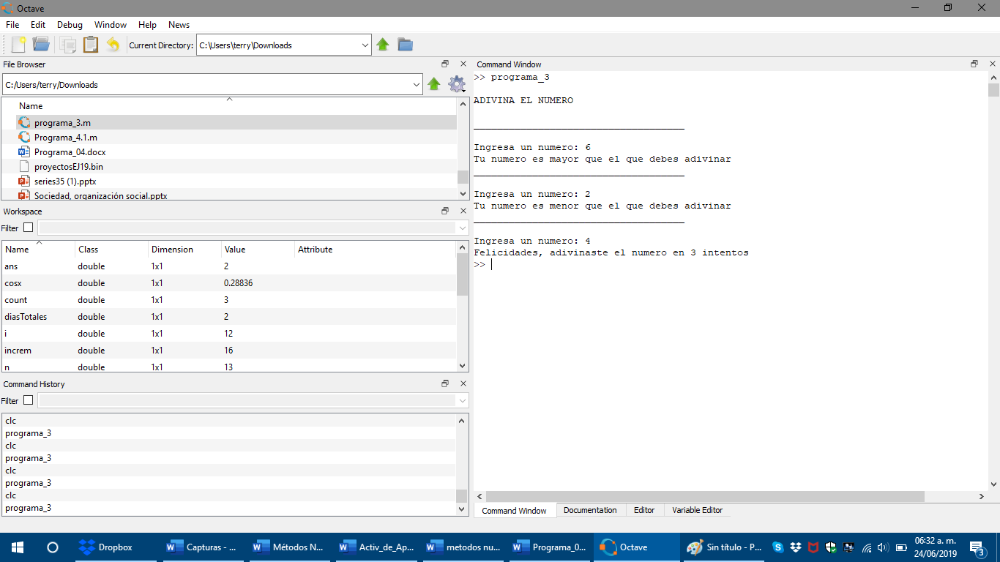 Octave
File Edit Debug Window Help News
Current Directory: C:\Users\terry\Downloads
File Browser
C:/Users/terry/Downloads
Name
programa_3.m
Programa_4.1.m
Programa_04.docx
proyectosEJ19.bin
series35 (1).pptx
Sociedad, organización social.pptx
Workspace
Filter
Name Class Dimension Value Attribute
ans double 1x1 2
cosx double 1x1 0.28836
count double 1x1 3
diasTotales double 1x1 2
i double 1x1 12
increm double 1x1 16
n double 1x1 13
Command History
Filter
clc
programa_3
clc
programa_3
clc
programa_3
clc
programa_3
Command Window
>> programa_3
ADIVINA EL NUMERO
____________________________________
Ingresa un numero: 6
Tu numero es mayor que el que debes adivinar
____________________________________
Ingresa un numero: 2
Tu numero es menor que el que debes adivinar
____________________________________
Ingresa un numero: 4
Felicidades, adivinaste el numero en 3 intentos
>>
Command Window Documentation Editor Variable Editor
Dropbox Capturas - ... Métodos N... Activ_de_Ap... metodos nu... Programa_0... Octave Sin título - P...
06:32 a. m.
24/06/2019
3